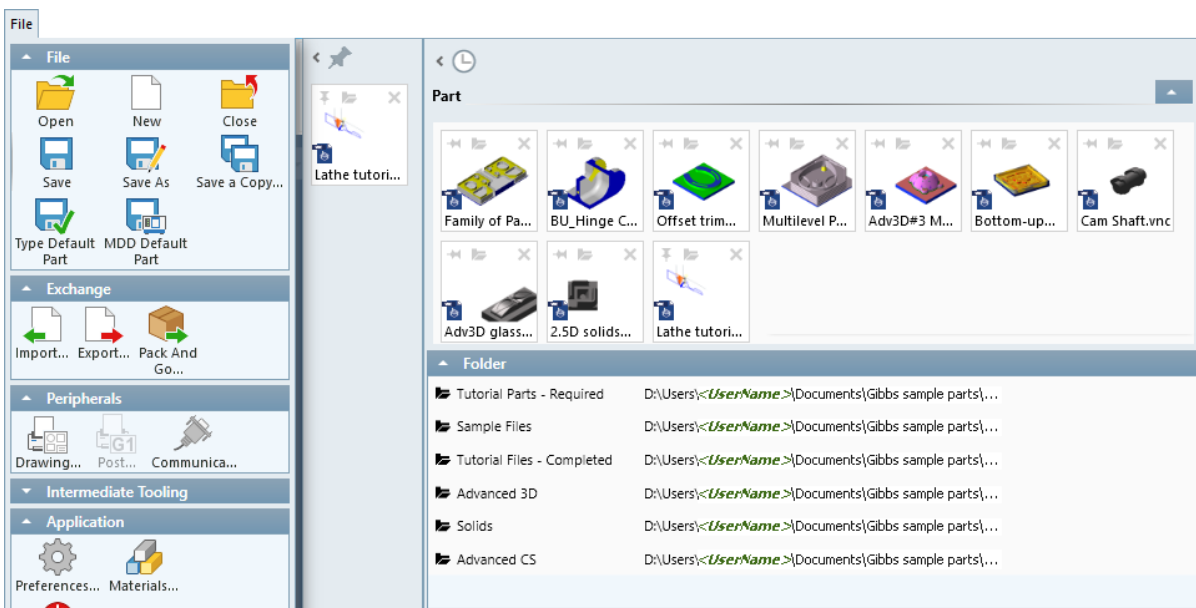 File
File
Open New Close
Save Save As Save a Copy...
Type Default Part MDD Default Part
Exchange
Import... Export... Pack And Go...
Peripherals
G1
Drawing... Post... Communica...
Intermediate Tooling
Application
Preferences... Materials...
Lathe tutori...
Part
Family of Pa... BU_Hinge C... Offset trim... Multilevel P... Adv3D#3 M... Bottom-up... Cam Shaft.vnc
Adv3D glass... 2.5D solids... Lathe tutori...
Folder
Tutorial Parts - Required D:\Users\<UserName>\Documents\Gibbs sample parts\...
Sample Files D:\Users\<UserName>\Documents\Gibbs sample parts\...
Tutorial Files - Completed D:\Users\<UserName>\Documents\Gibbs sample parts\...
Advanced 3D D:\Users\<UserName>\Documents\Gibbs sample parts\...
Solids D:\Users\<UserName>\Documents\Gibbs sample parts\...
Advanced CS D:\Users\<UserName>\Documents\Gibbs sample parts\...